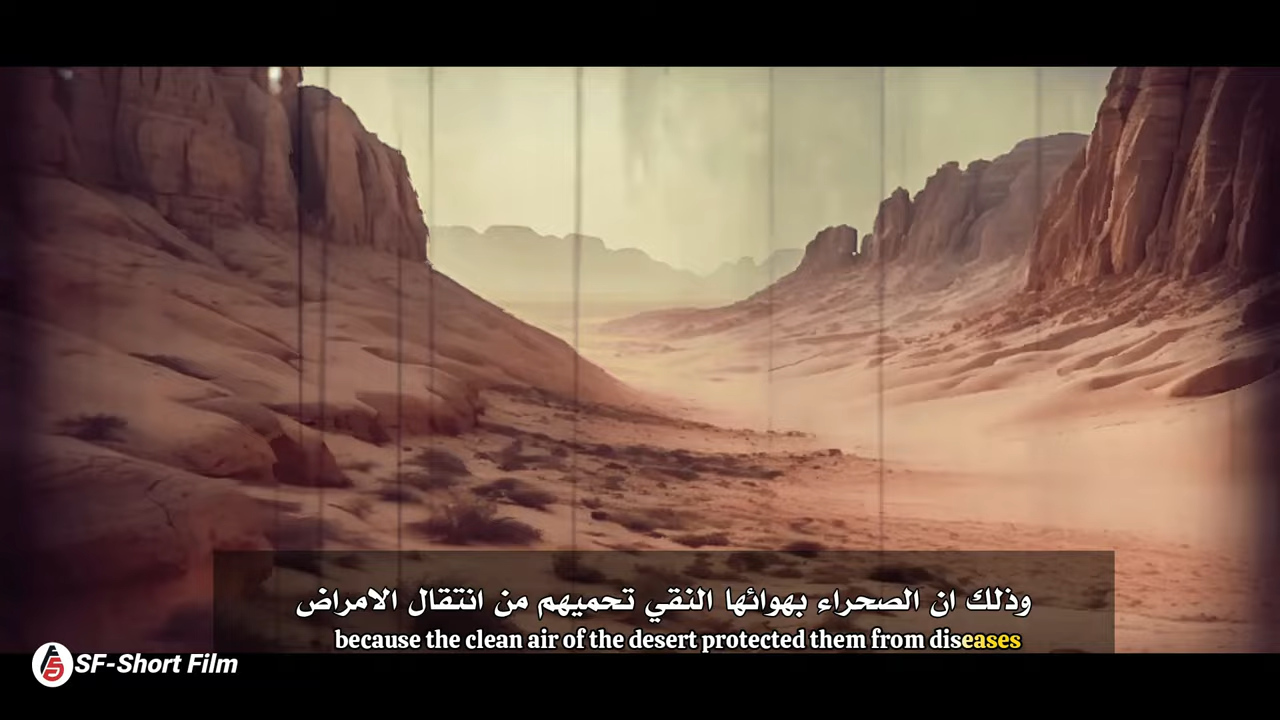 وذلك ان الصحراء بهوائها النقي تحميهم من انتقال الامراض
because the clean air of the desert protected them from diseases
SF-Short Film